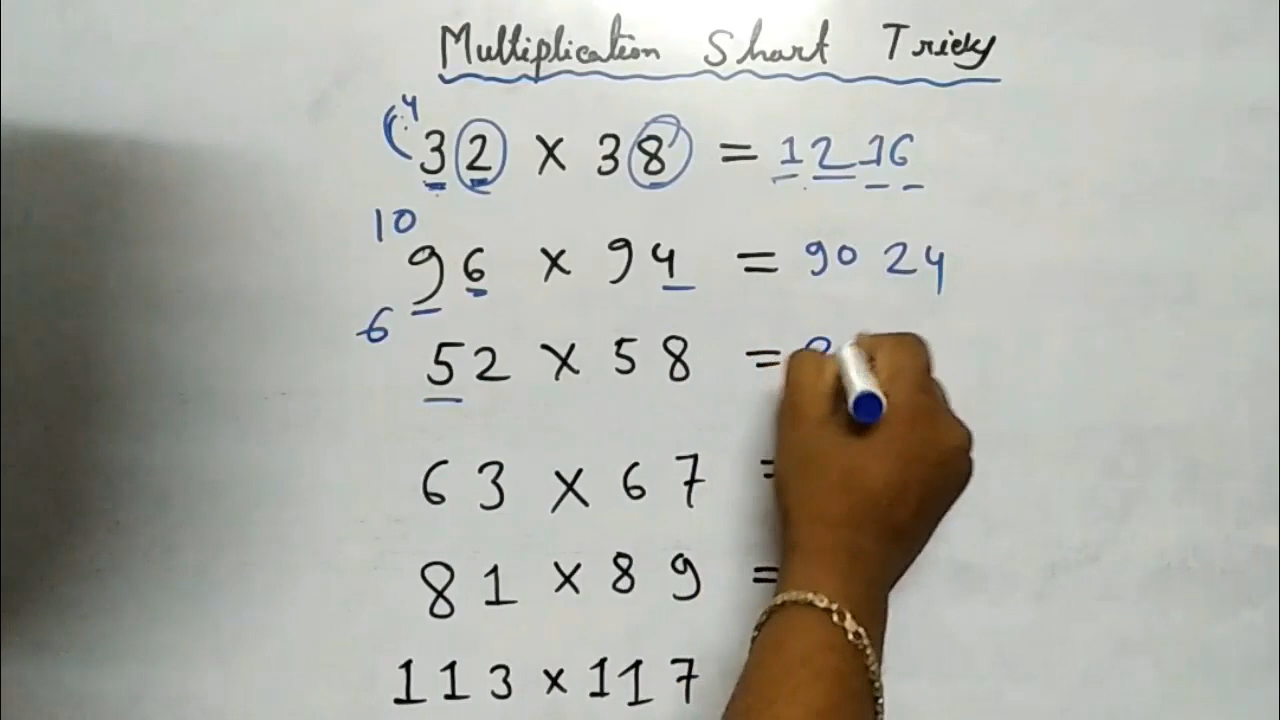 Multiplication Short Tricks
4
32 × 38 = 1216
10
96 × 94 = 9024
6
52 × 58 =
63 × 67 =
81 × 89 =
113 × 117